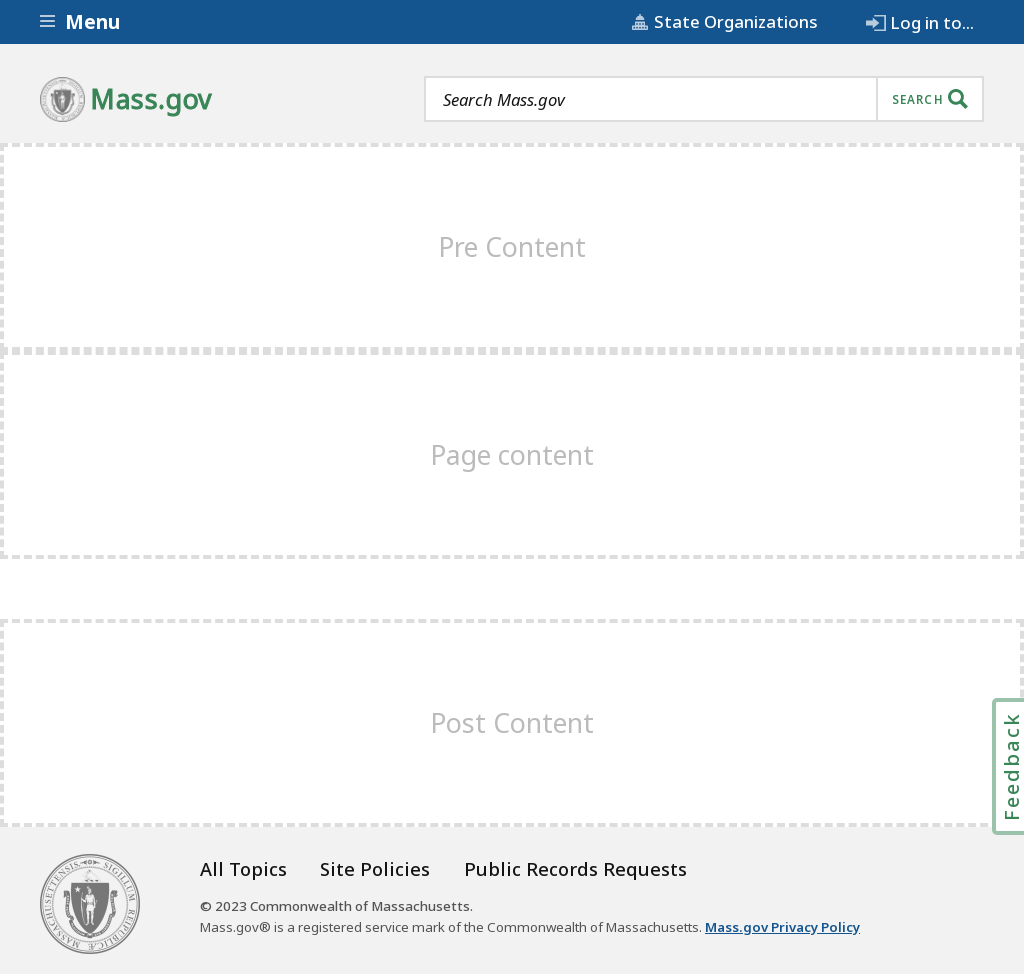 Menu
State Organizations
Log in to...
Mass.gov
Search Mass.gov
SEARCH
Pre Content
Page content
Post Content
Feedback
All Topics
Site Policies
Public Records Requests
© 2023 Commonwealth of Massachusetts.
Mass.gov® is a registered service mark of the Commonwealth of Massachusetts. Mass.gov Privacy Policy
SIGILLUM REIPUBLICÆ MASSACHUSETTENSIS